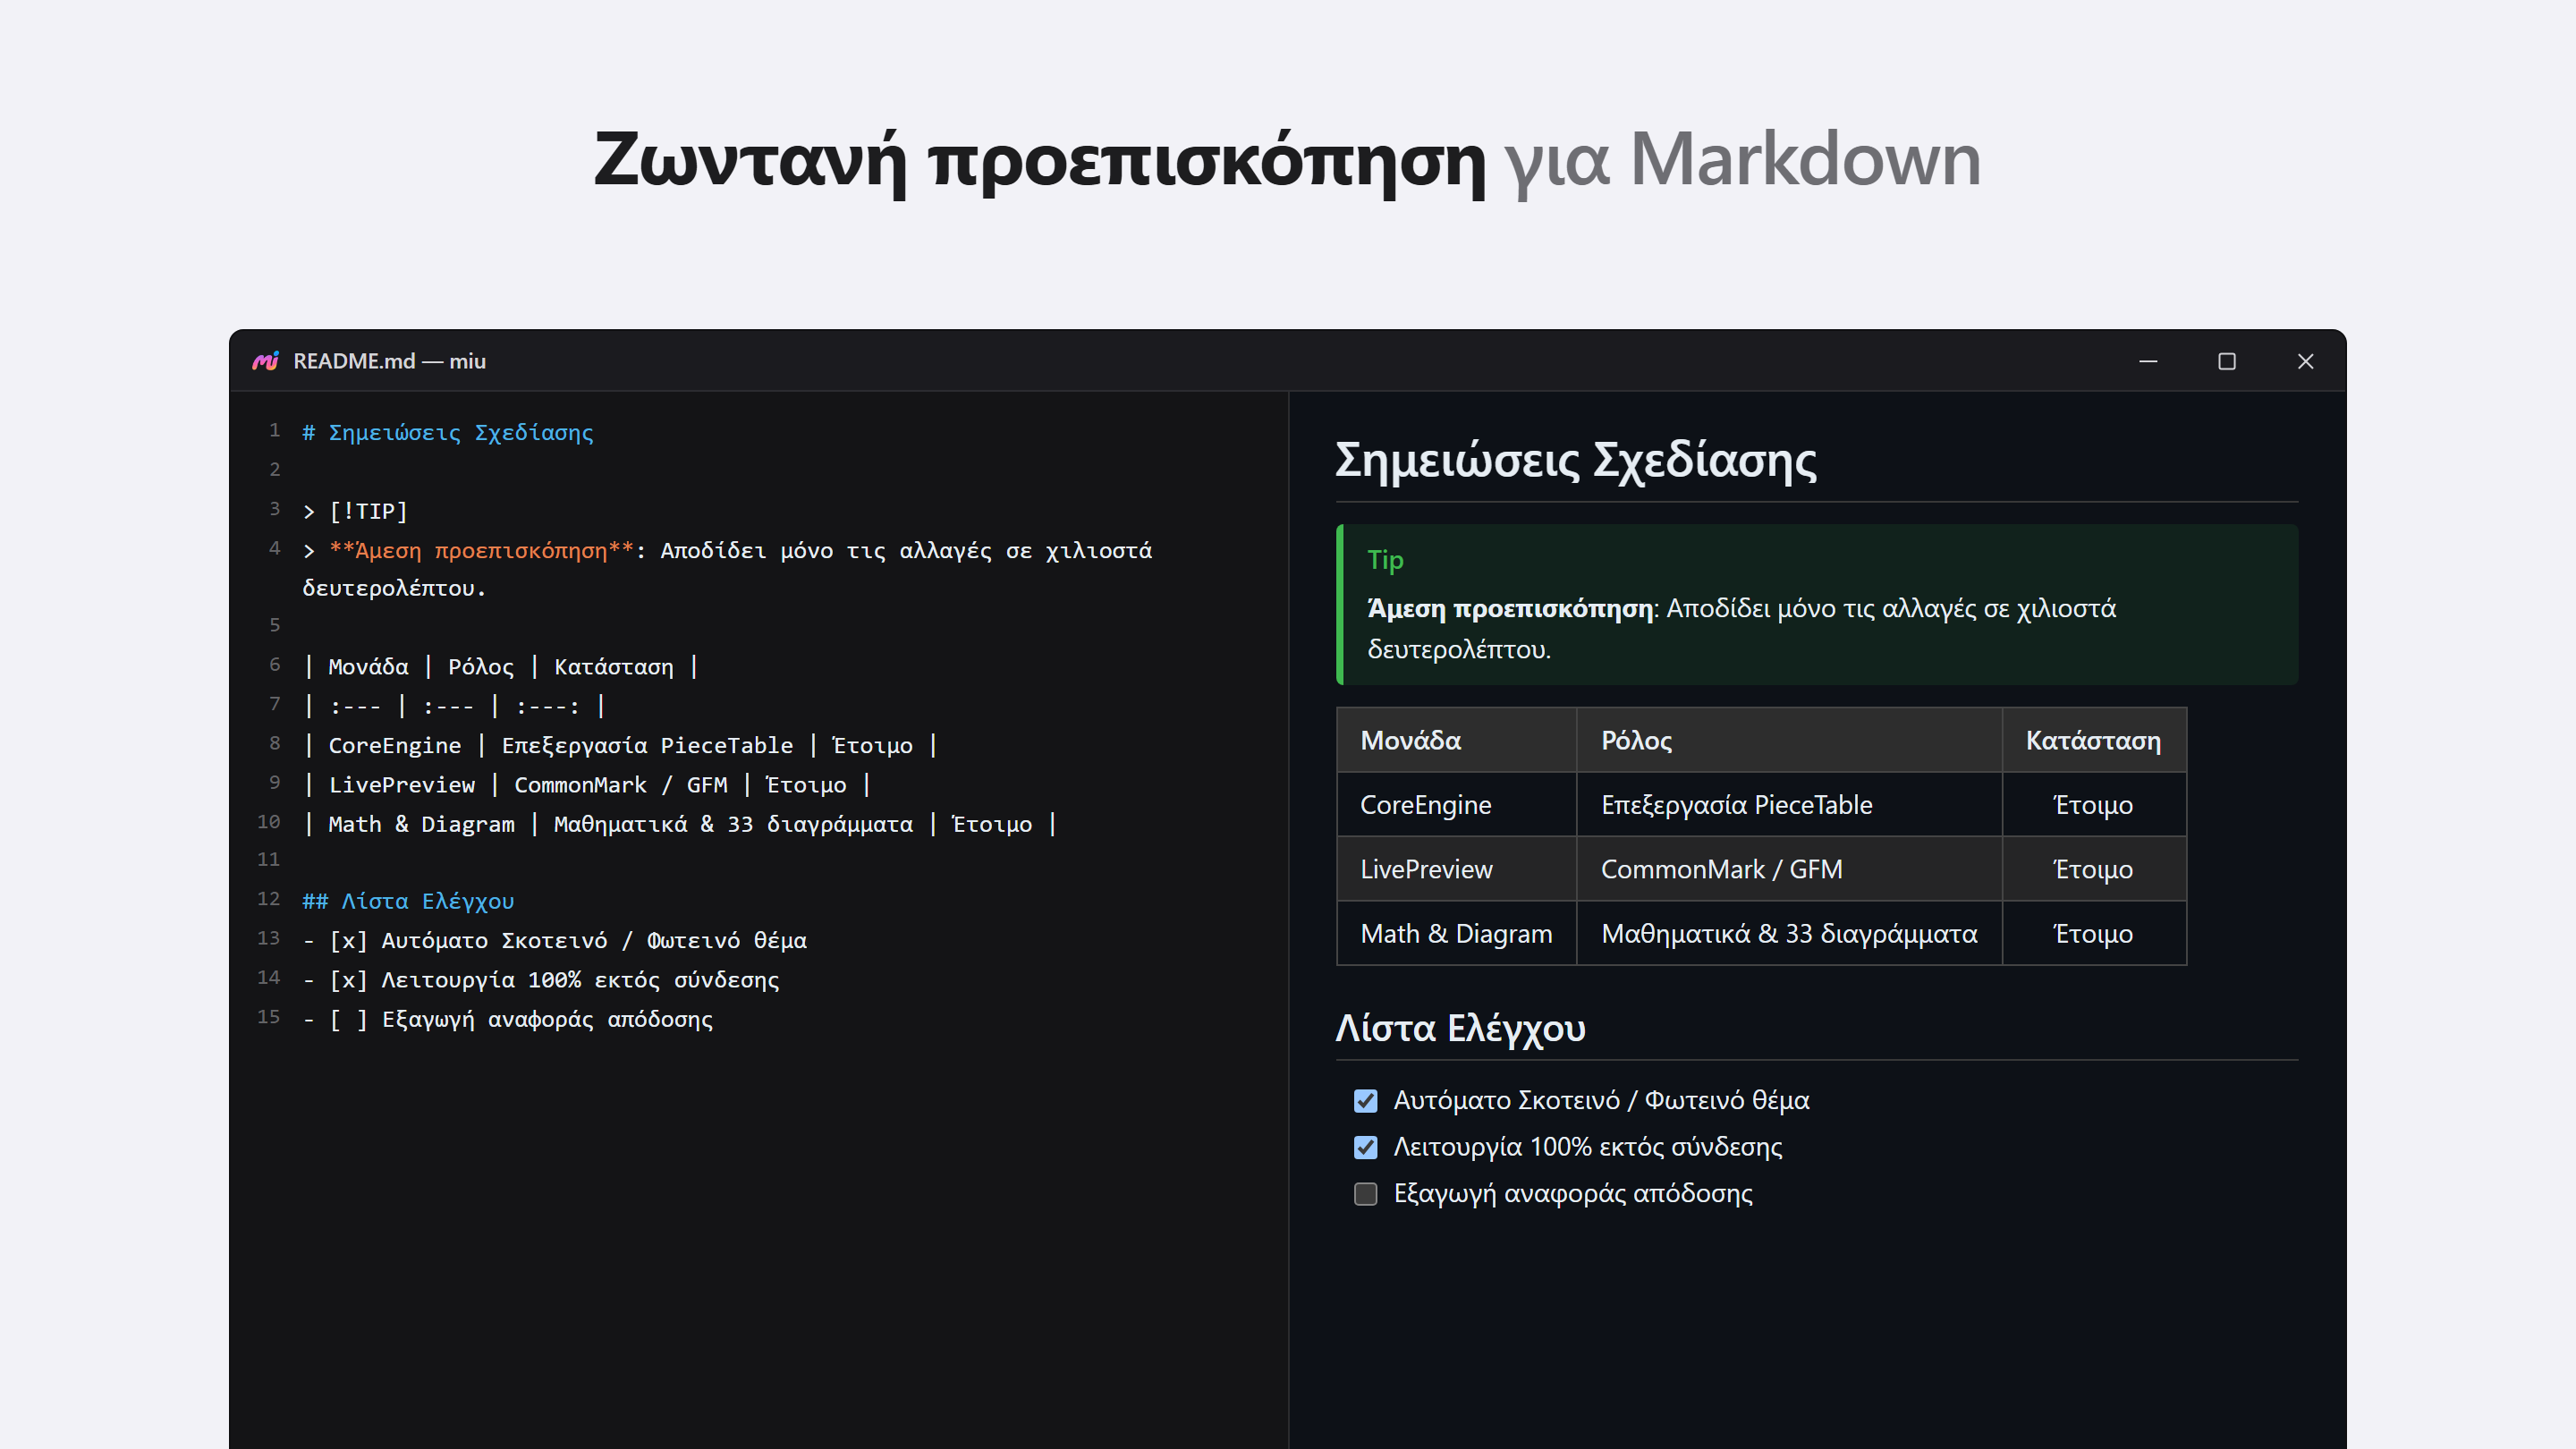 Ζωντανή προεπισκόπηση για Markdown
README.md — miu
1 # Σημειώσεις Σχεδίασης
2
3 > [!TIP]
4 > **Άμεση προεπισκόπηση**: Αποδίδει μόνο τις αλλαγές σε χιλιοστά
δευτερολέπτου.
5
6 | Μονάδα | Ρόλος | Κατάσταση |
7 | :--- | :--- | :---: |
8 | CoreEngine | Επεξεργασία PieceTable | Έτοιμο |
9 | LivePreview | CommonMark / GFM | Έτοιμο |
10 | Math & Diagram | Μαθηματικά & 33 διαγράμματα | Έτοιμο |
11
12 ## Λίστα Ελέγχου
13 - [x] Αυτόματο Σκοτεινό / Φωτεινό θέμα
14 - [x] Λειτουργία 100% εκτός σύνδεσης
15 - [ ] Εξαγωγή αναφοράς απόδοσης
Σημειώσεις Σχεδίασης
Tip
Άμεση προεπισκόπηση: Αποδίδει μόνο τις αλλαγές σε χιλιοστά
δευτερολέπτου.
Μονάδα Ρόλος Κατάσταση
CoreEngine Επεξεργασία PieceTable Έτοιμο
LivePreview CommonMark / GFM Έτοιμο
Math & Diagram Μαθηματικά & 33 διαγράμματα Έτοιμο
Λίστα Ελέγχου
Αυτόματο Σκοτεινό / Φωτεινό θέμα
Λειτουργία 100% εκτός σύνδεσης
Εξαγωγή αναφοράς απόδοσης